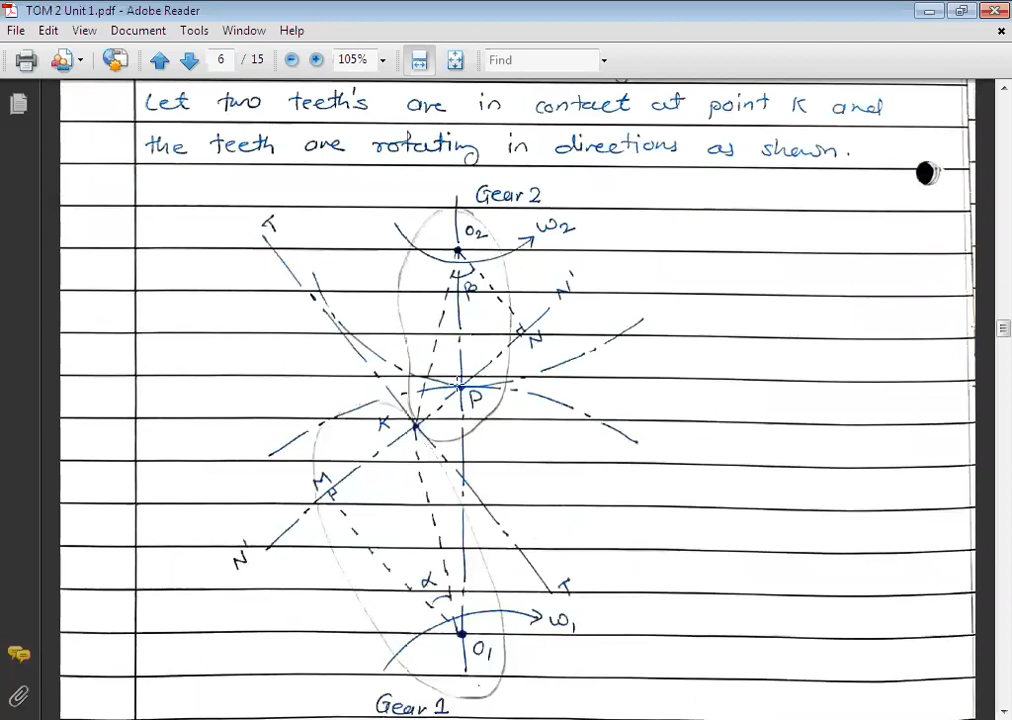 TOM 2 Unit 1.pdf - Adobe Reader
File Edit View Document Tools Window Help
6 / 15 105% Find
Let two teeth's are in contact at point K and
the teeth are rotating in directions as shown.
Gear 2
T
O2
ω2
β
N'
N
P
K
M
N'
α
T
ω1
O1
Gear 1